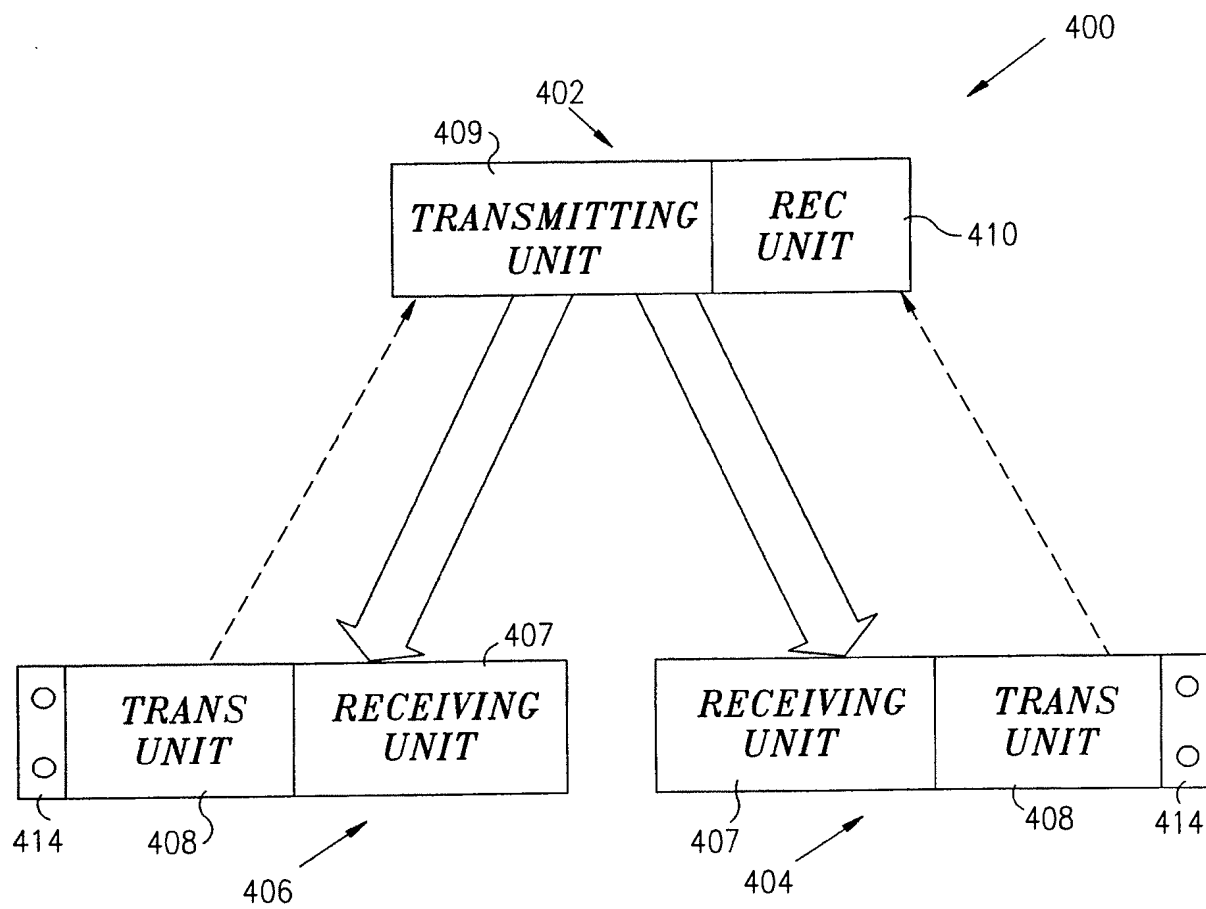 400
402
409
TRANSMITTING
UNIT
REC
UNIT
410
407
TRANS
UNIT
RECEIVING
UNIT
RECEIVING
UNIT
TRANS
UNIT
414
408
406
407
404
408
414